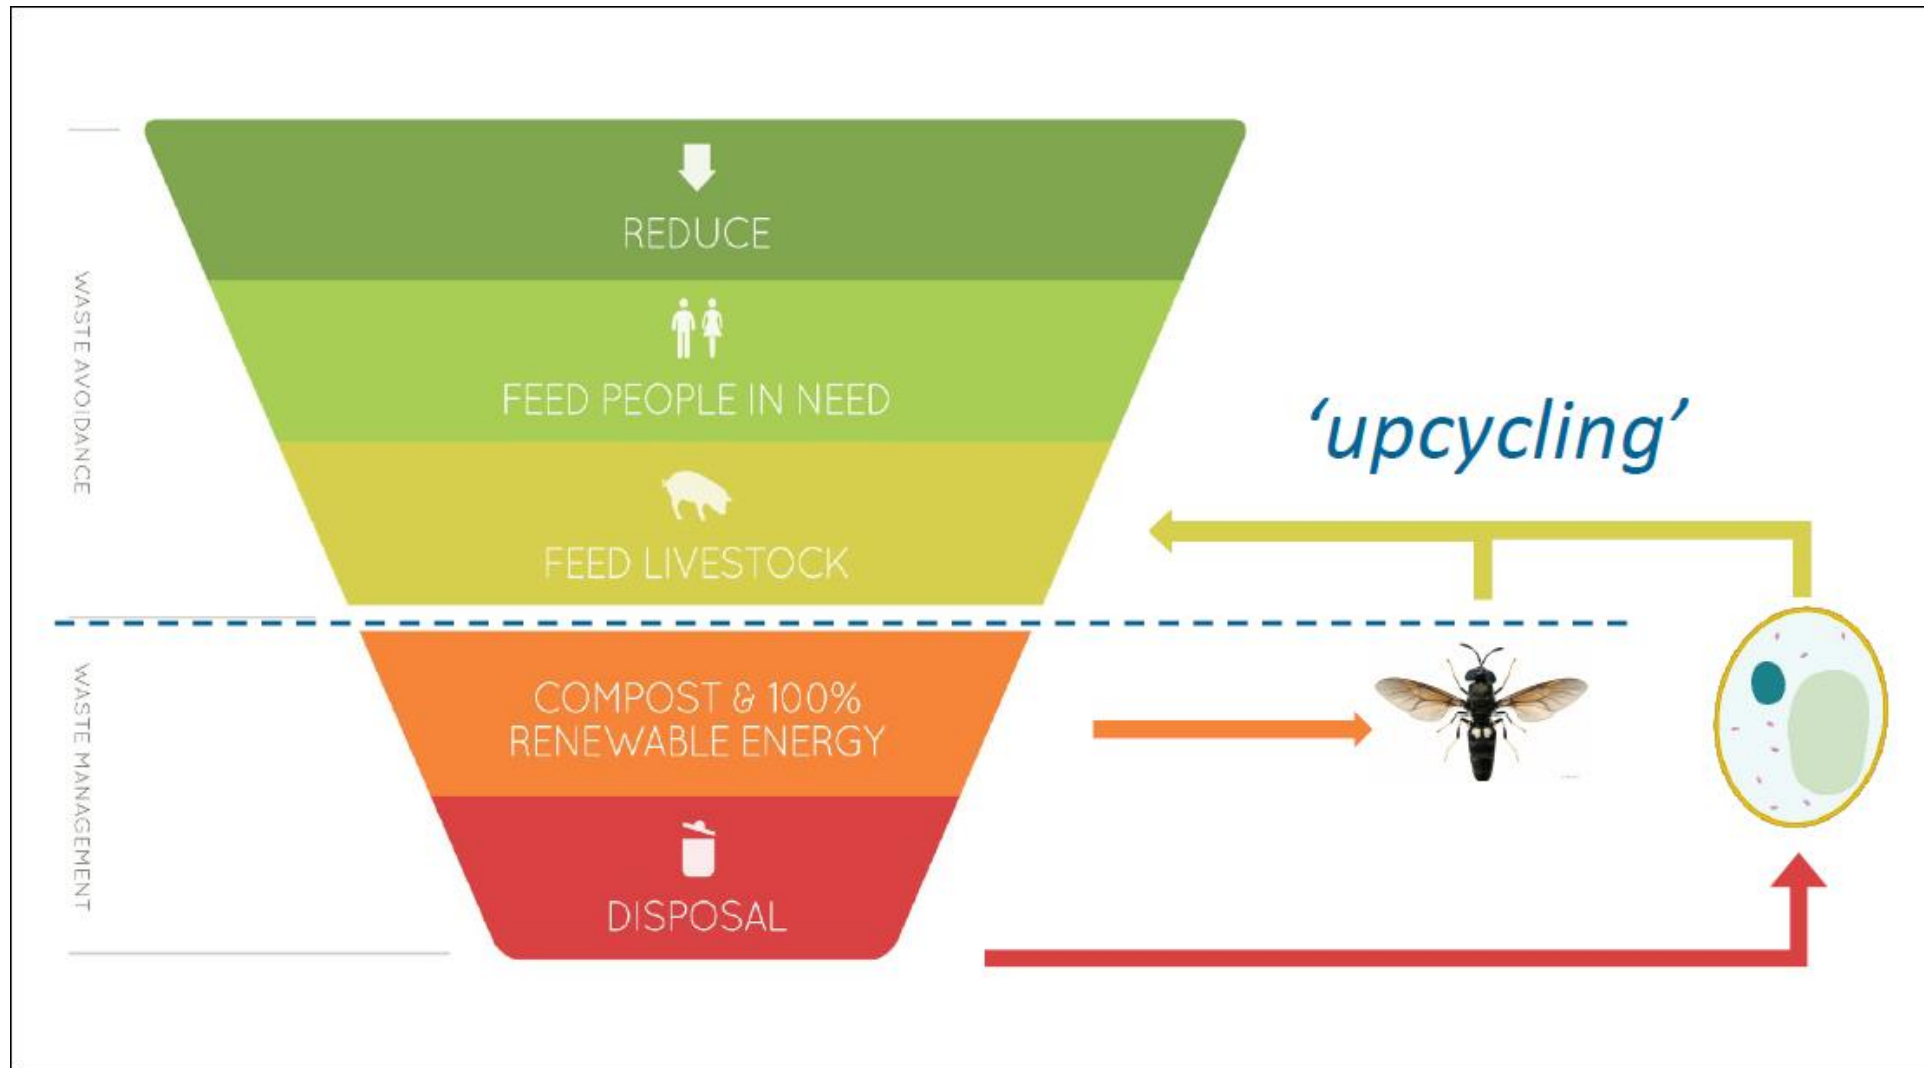 REDUCE
FEED PEOPLE IN NEED
FEED LIVESTOCK
COMPOST & 100%
RENEWABLE ENERGY
DISPOSAL
WASTE AVOIDANCE
WASTE MANAGEMENT
‘upcycling’